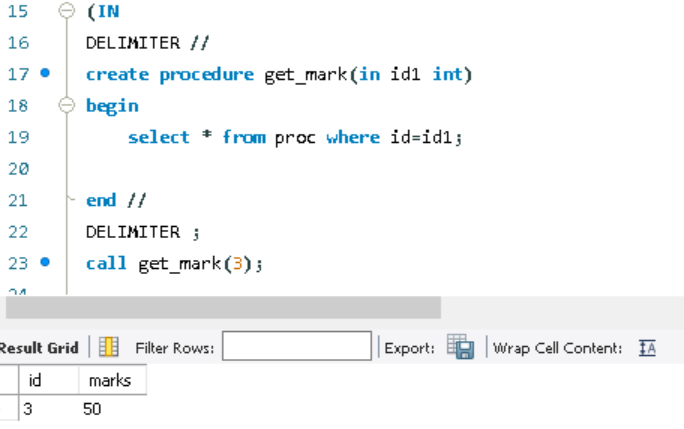 15 (IN
16 DELIMITER //
17 create procedure get_mark(in id1 int)
18 begin
19 select * from proc where id=id1;
20
21 end //
22 DELIMITER ;
23 call get_mark(3);
24
Result Grid Filter Rows: Export: Wrap Cell Content: IA
id marks
3 50